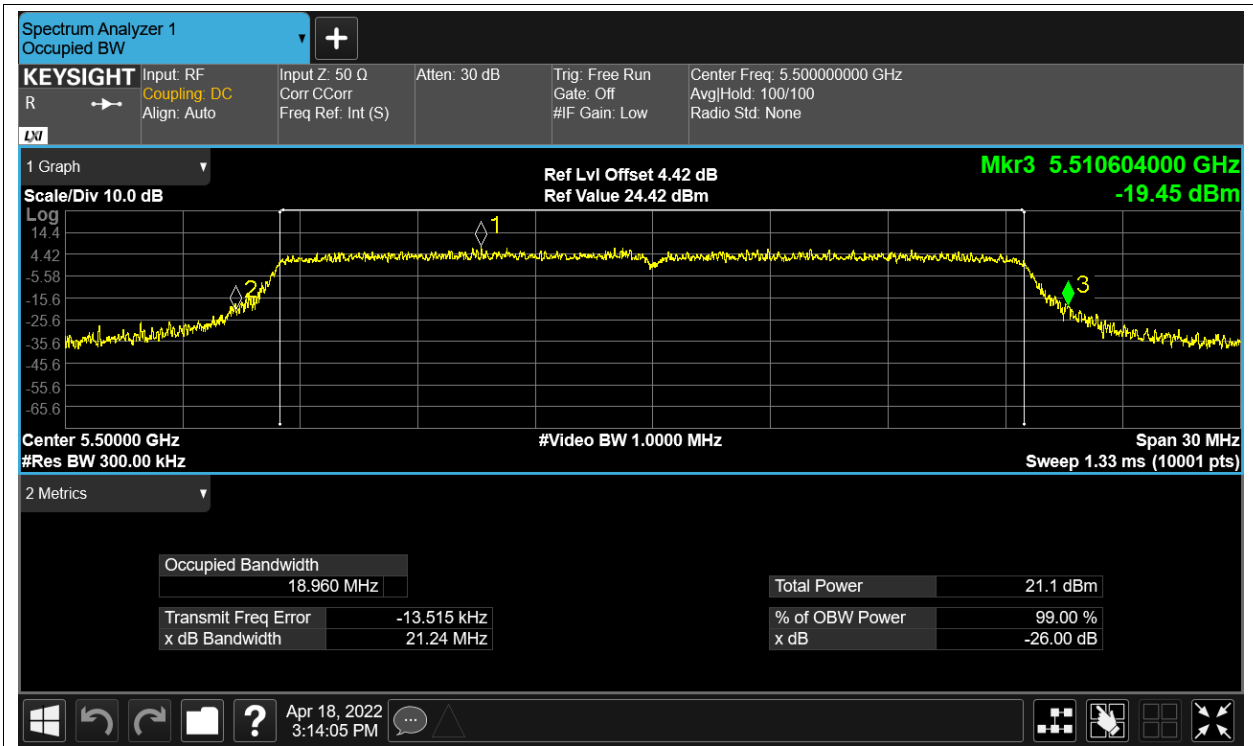 Spectrum Analyzer 1
Occupied BW
KEYSIGHT
R
LXI
Input: RF
Coupling: DC
Align: Auto
Input Z: 50 Ω
Corr CCorr
Freq Ref: Int (S)
Atten: 30 dB
Trig: Free Run
Gate: Off
#IF Gain: Low
Center Freq: 5.500000000 GHz
Avg|Hold: 100/100
Radio Std: None
1 Graph
Scale/Div 10.0 dB
Ref Lvl Offset 4.42 dB
Ref Value 24.42 dBm
Mkr3 5.510604000 GHz
-19.45 dBm
Log
14.4
4.42
-5.58
-15.6
-25.6
-35.6
-45.6
-55.6
-65.6
1
2
3
Center 5.50000 GHz
#Video BW 1.0000 MHz
Span 30 MHz
#Res BW 300.00 kHz
Sweep 1.33 ms (10001 pts)
2 Metrics
Occupied Bandwidth
18.960 MHz
Transmit Freq Error -13.515 kHz
x dB Bandwidth 21.24 MHz
Total Power 21.1 dBm
% of OBW Power 99.00 %
x dB -26.00 dB
?
Apr 18, 2022
3:14:05 PM